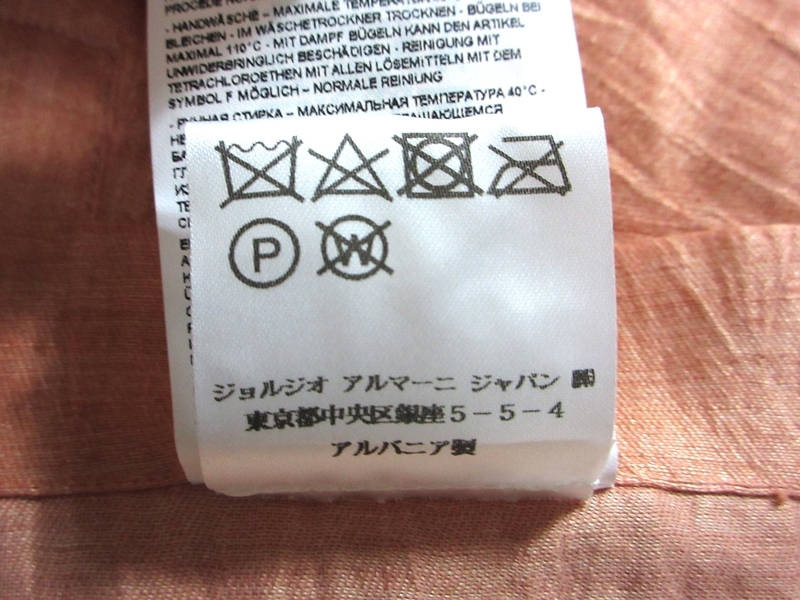 - HANDWÄSCHE – MAXIMALE TEMPERATUR
BLEICHEN - IM WÄSCHETROCKNER TROCKNEN - BÜGELN BEI
MAXIMAL 110°C - MIT DAMPF BÜGELN KANN DEN ARTIKEL
UNWIDERBRINGLICH BESCHÄDIGEN - REINIGUNG MIT
TETRACHLOROETHEN MIT ALLEN LÖSEMITTELN MIT DEM
SYMBOL F MÖGLICH – NORMALE REINIUNG
- РУЧНАЯ СТИРКА – МАКСИМАЛЬНАЯ ТЕМПЕРАТУРА 40°C -
P
W
ジョルジオ アルマーニ ジャパン ㈱
東京都中央区銀座5-5-4
アルバニア製